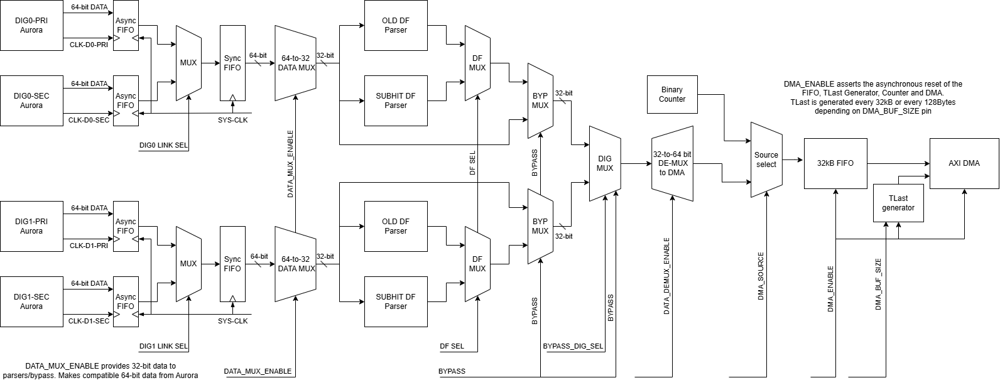 64-bit DATA
DIG0-PRI
Aurora
Async
FIFO
CLK-D0-PRI
64-bit DATA
DIG0-SEC
Aurora
Async
FIFO
CLK-D0-SEC
MUX
DIG0 LINK SEL
Sync
FIFO
SYS-CLK
64-bit
64-to-32
DATA MUX
32-bit
DATA_MUX_ENABLE
OLD DF
Parser
SUBHIT DF
Parser
DF
MUX
DF SEL
BYP
MUX
32-bit
BYPASS
DIG
MUX
Binary
Counter
32-to-64 bit
DE-MUX
to DMA
Source
select
DMA_ENABLE asserts the asynchronous reset of the
FIFO, TLast Generator, Counter and DMA.
TLast is generated every 32kB or every 128Bytes
depending on DMA_BUF_SIZE pin
32kB FIFO
AXI DMA
TLast
generator
64-bit DATA
DIG1-PRI
Aurora
Async
FIFO
CLK-D1-PRI
64-bit DATA
DIG1-SEC
Aurora
Async
FIFO
CLK-D1-SEC
MUX
DIG1 LINK SEL
Sync
FIFO
SYS-CLK
64-bit
64-to-32
DATA MUX
32-bit
OLD DF
Parser
SUBHIT DF
Parser
DF
MUX
BYP
MUX
32-bit
BYPASS
BYPASS
DATA_DEMUX_ENABLE
DMA_SOURCE
DMA_ENABLE
DMA_BUF_SIZE
DF SEL
BYPASS_DIG_SEL
DATA_MUX_ENABLE provides 32-bit data to
parsers/bypass. Makes compatible 64-bit data from Aurora
DATA_MUX_ENABLE
BYPASS